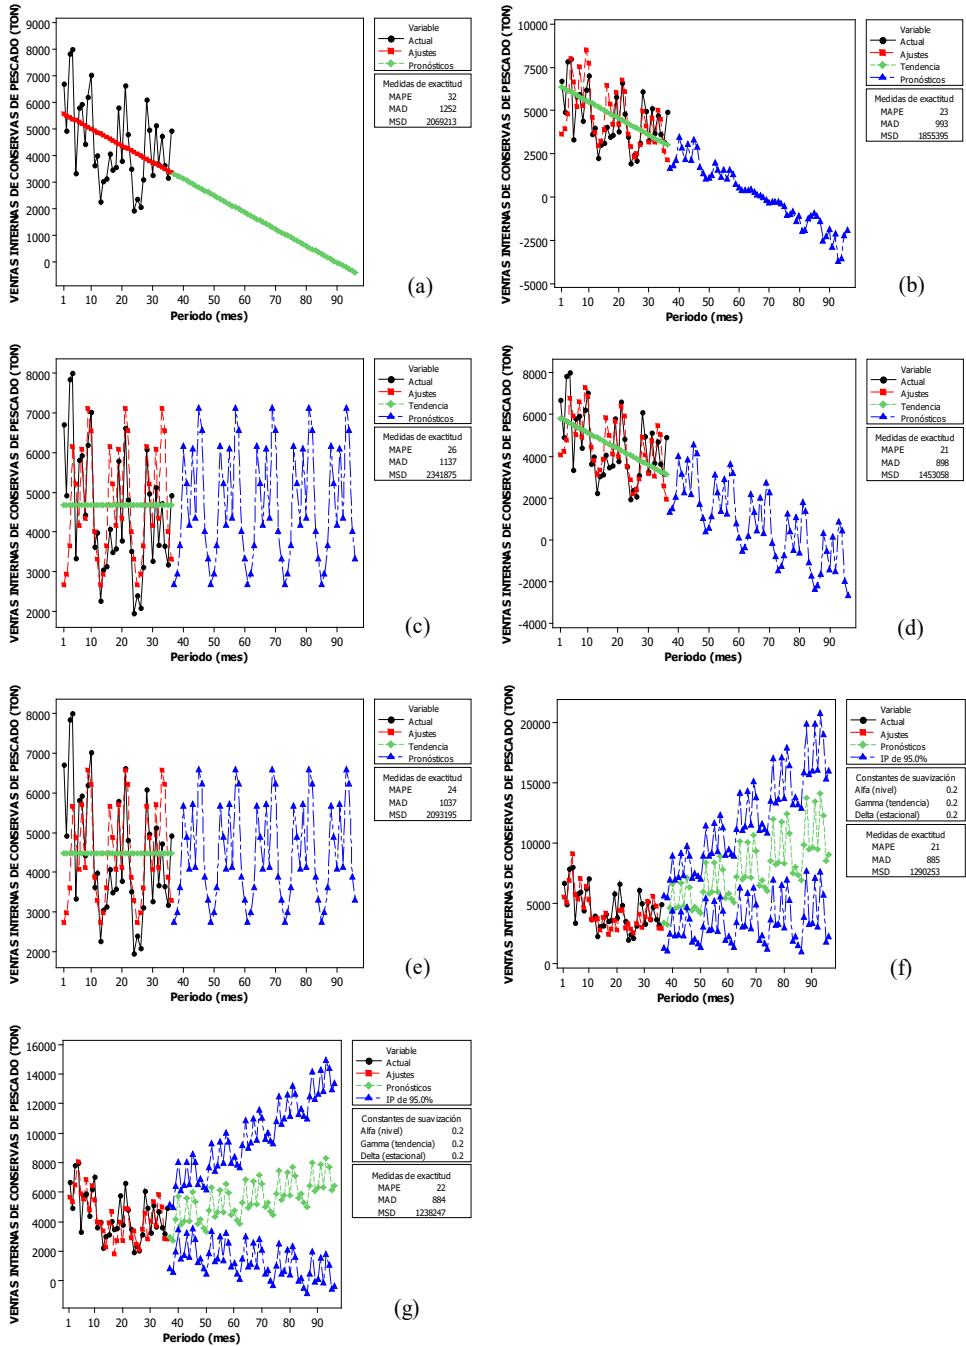 VENTAS INTERNAS DE CONSERVAS DE PESCADO (TON)
9000
8000
7000
6000
5000
4000
3000
2000
1000
0
1 10 20 30 40 50 60 70 80 90
Periodo (mes)
Variable
Actual
Ajustes
Pronósticos
Medidas de exactitud
MAPE 32
MAD 1252
MSD 2069213
(a)
VENTAS INTERNAS DE CONSERVAS DE PESCADO (TON)
10000
7500
5000
2500
0
-2500
-5000
1 10 20 30 40 50 60 70 80 90
Periodo (mes)
Variable
Actual
Ajustes
Tendencia
Pronósticos
Medidas de exactitud
MAPE 23
MAD 993
MSD 1855395
(b)
VENTAS INTERNAS DE CONSERVAS DE PESCADO (TON)
8000
7000
6000
5000
4000
3000
2000
1 10 20 30 40 50 60 70 80 90
Periodo (mes)
Variable
Actual
Ajustes
Tendencia
Pronósticos
Medidas de exactitud
MAPE 26
MAD 1137
MSD 2341875
(c)
VENTAS INTERNAS DE CONSERVAS DE PESCADO (TON)
8000
6000
4000
2000
0
-2000
-4000
1 10 20 30 40 50 60 70 80 90
Periodo (mes)
Variable
Actual
Ajustes
Tendencia
Pronósticos
Medidas de exactitud
MAPE 21
MAD 898
MSD 1453058
(d)
VENTAS INTERNAS DE CONSERVAS DE PESCADO (TON)
8000
7000
6000
5000
4000
3000
2000
1 10 20 30 40 50 60 70 80 90
Periodo (mes)
Variable
Actual
Ajustes
Tendencia
Pronósticos
Medidas de exactitud
MAPE 24
MAD 1037
MSD 2093195
(e)
VENTAS INTERNAS DE CONSERVAS DE PESCADO (TON)
20000
15000
10000
5000
0
1 10 20 30 40 50 60 70 80 90
Periodo (mes)
Variable
Actual
Ajustes
Pronósticos
IP de 95.0%
Constantes de suavización
Alfa (nivel) 0.2
Gamma (tendencia) 0.2
Delta (estacional) 0.2
Medidas de exactitud
MAPE 21
MAD 885
MSD 1290253
(f)
VENTAS INTERNAS DE CONSERVAS DE PESCADO (TON)
16000
14000
12000
10000
8000
6000
4000
2000
0
1 10 20 30 40 50 60 70 80 90
Periodo (mes)
Variable
Actual
Ajustes
Pronósticos
IP de 95.0%
Constantes de suavización
Alfa (nivel) 0.2
Gamma (tendencia) 0.2
Delta (estacional) 0.2
Medidas de exactitud
MAPE 22
MAD 884
MSD 1238247
(g)